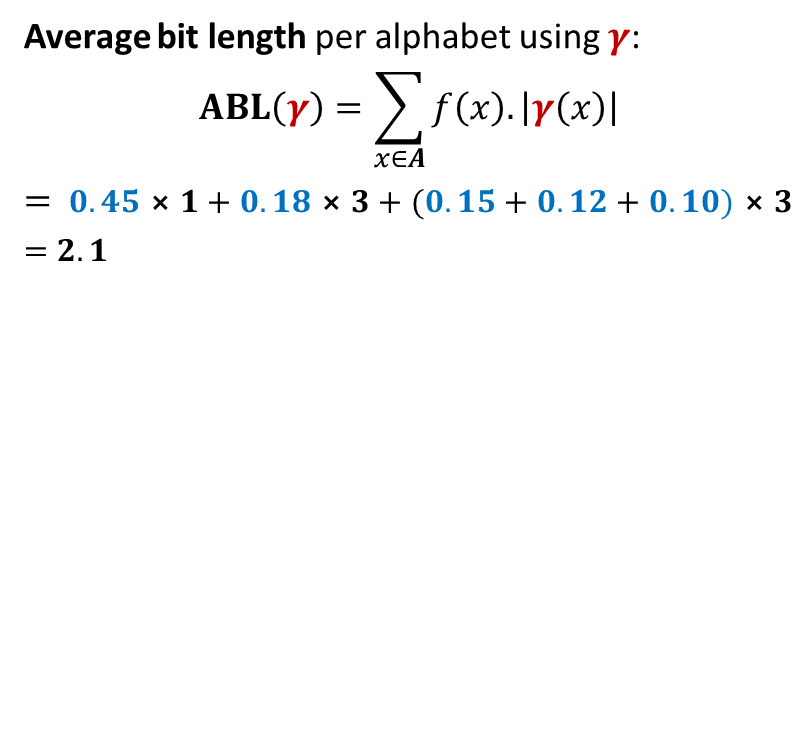 Average bit length per alphabet using γ:
ABL(γ) = ∑ f(x).|γ(x)|
x∈A
= 0.45 × 1 + 0.18 × 3 + (0.15 + 0.12 + 0.10) × 3
= 2.1